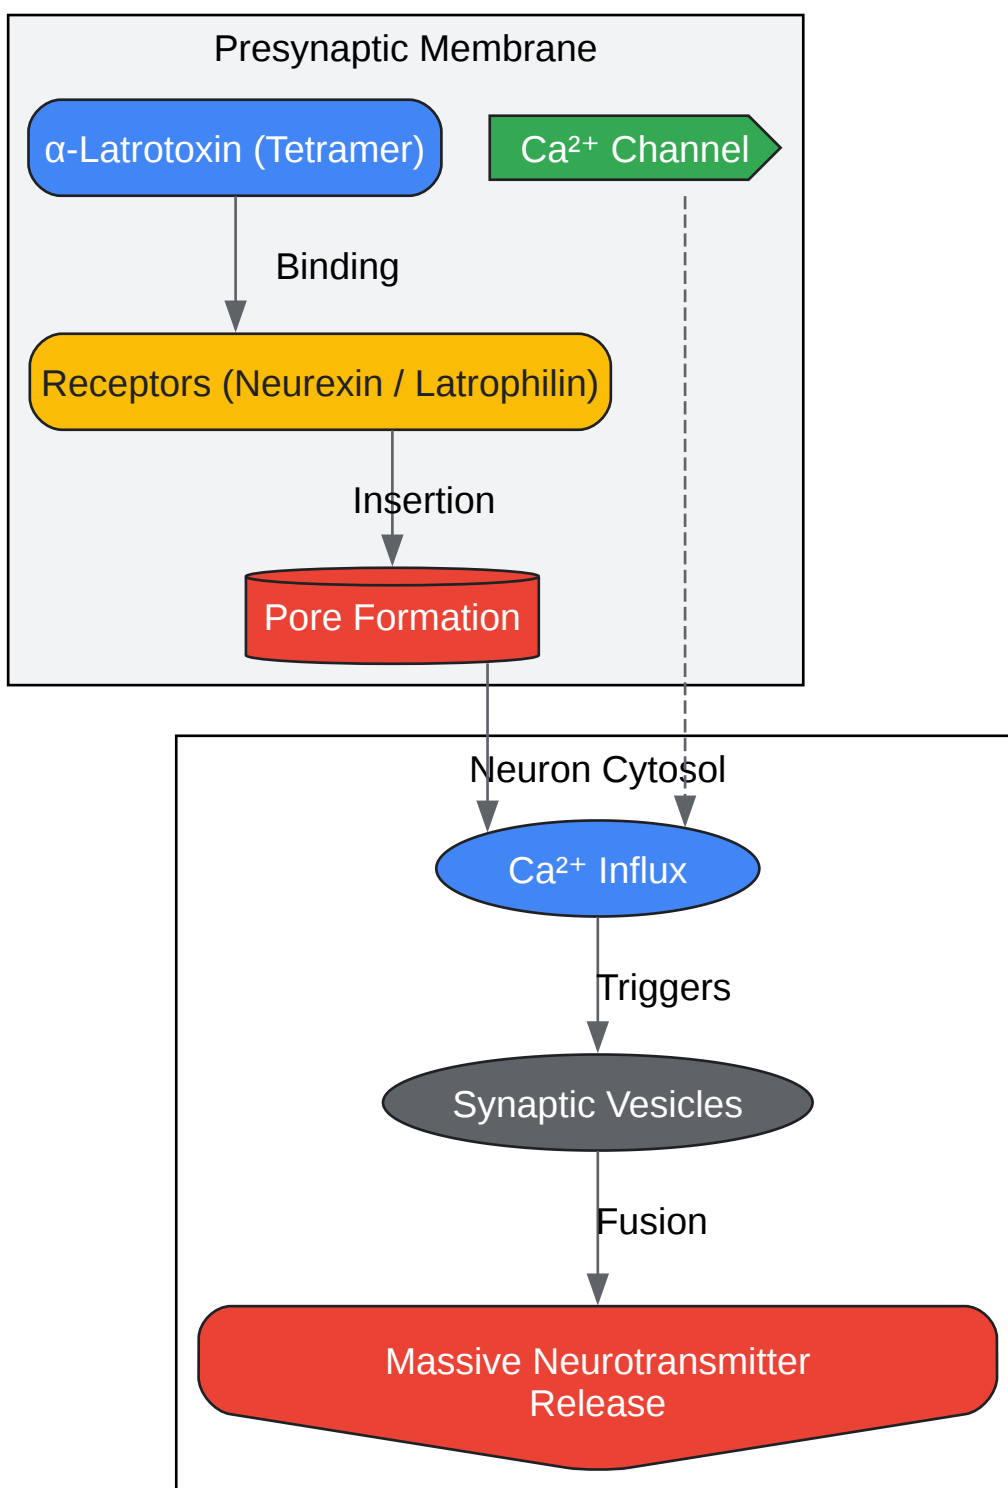 Presynaptic Membrane
α-Latrotoxin (Tetramer)
Ca²⁺ Channel
Binding
Receptors (Neurexin / Latrophilin)
Insertion
Pore Formation
Neuron Cytosol
Ca²⁺ Influx
Triggers
Synaptic Vesicles
Fusion
Massive Neurotransmitter
Release